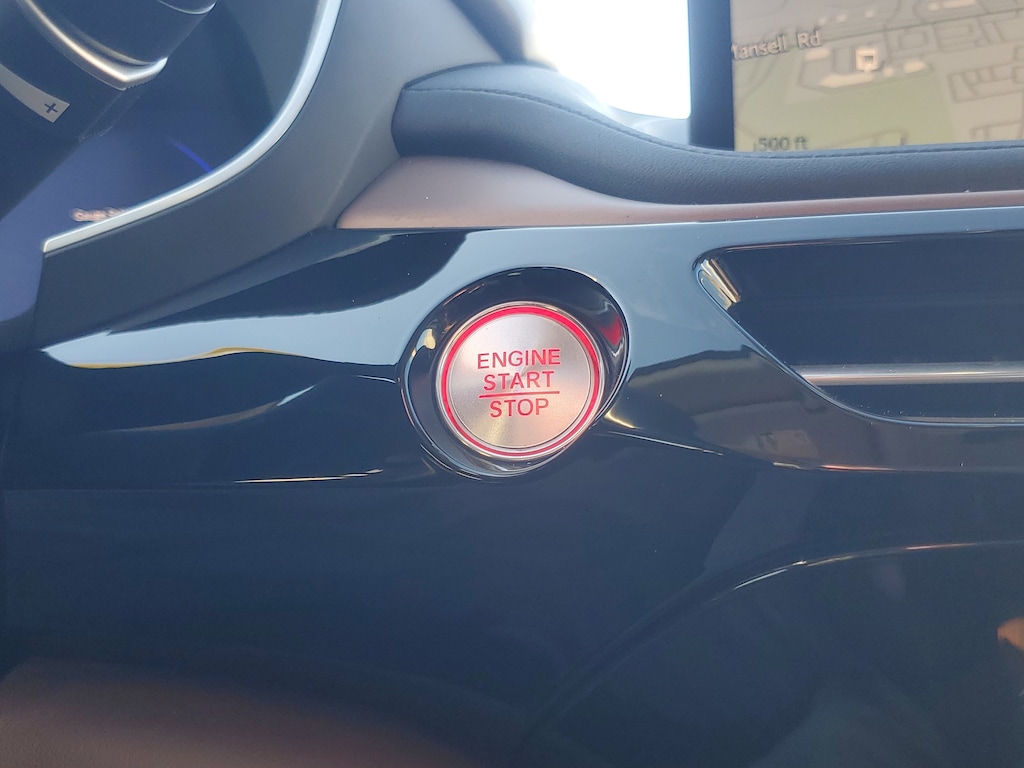 Mansell Rd
500 ft
ENGINE
START
STOP